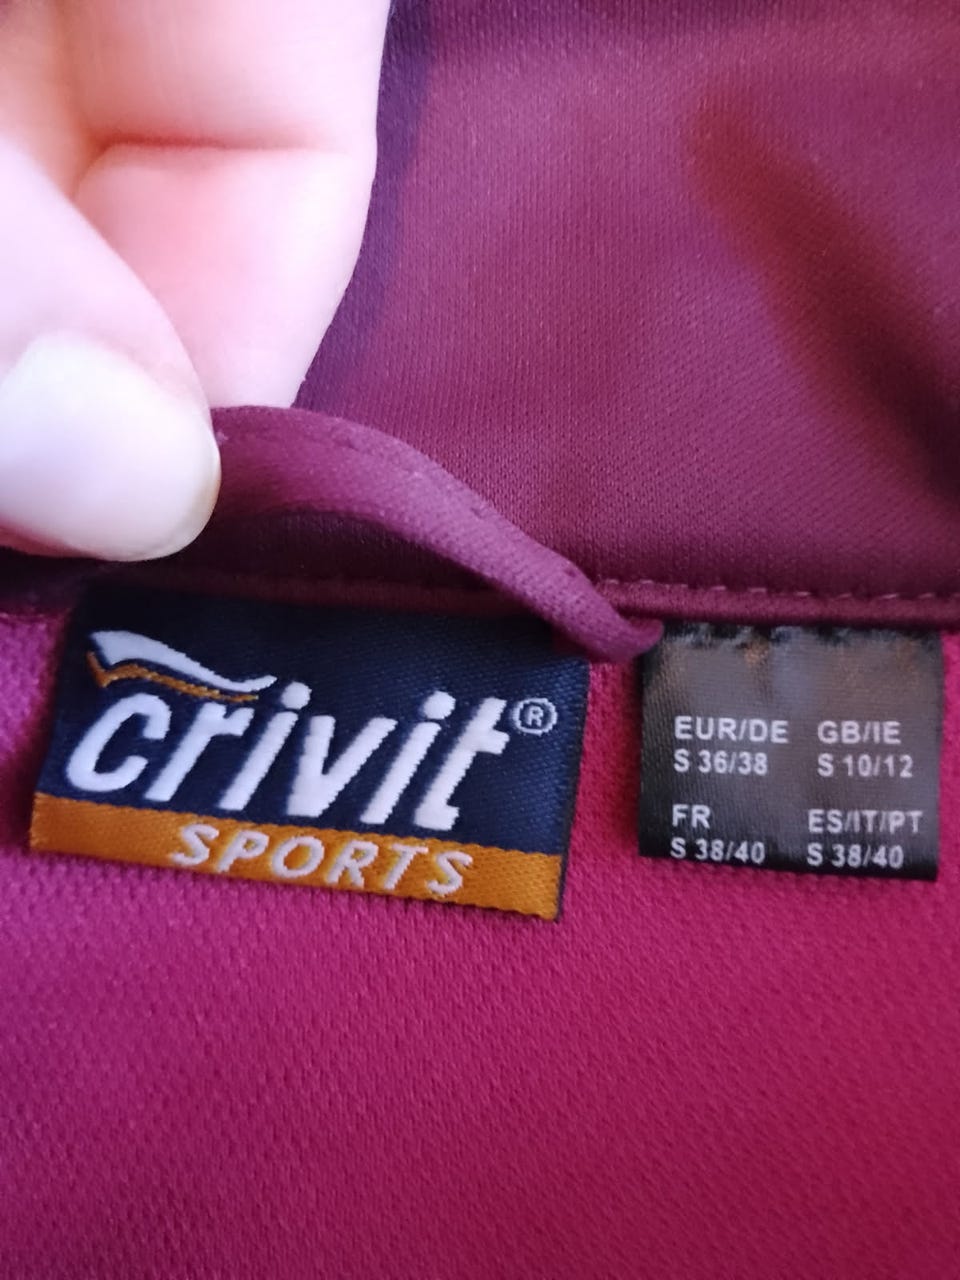 crivit®
SPORTS
EUR/DE GB/IE
S 36/38 S 10/12
FR ES/IT/PT
S 38/40 S 38/40